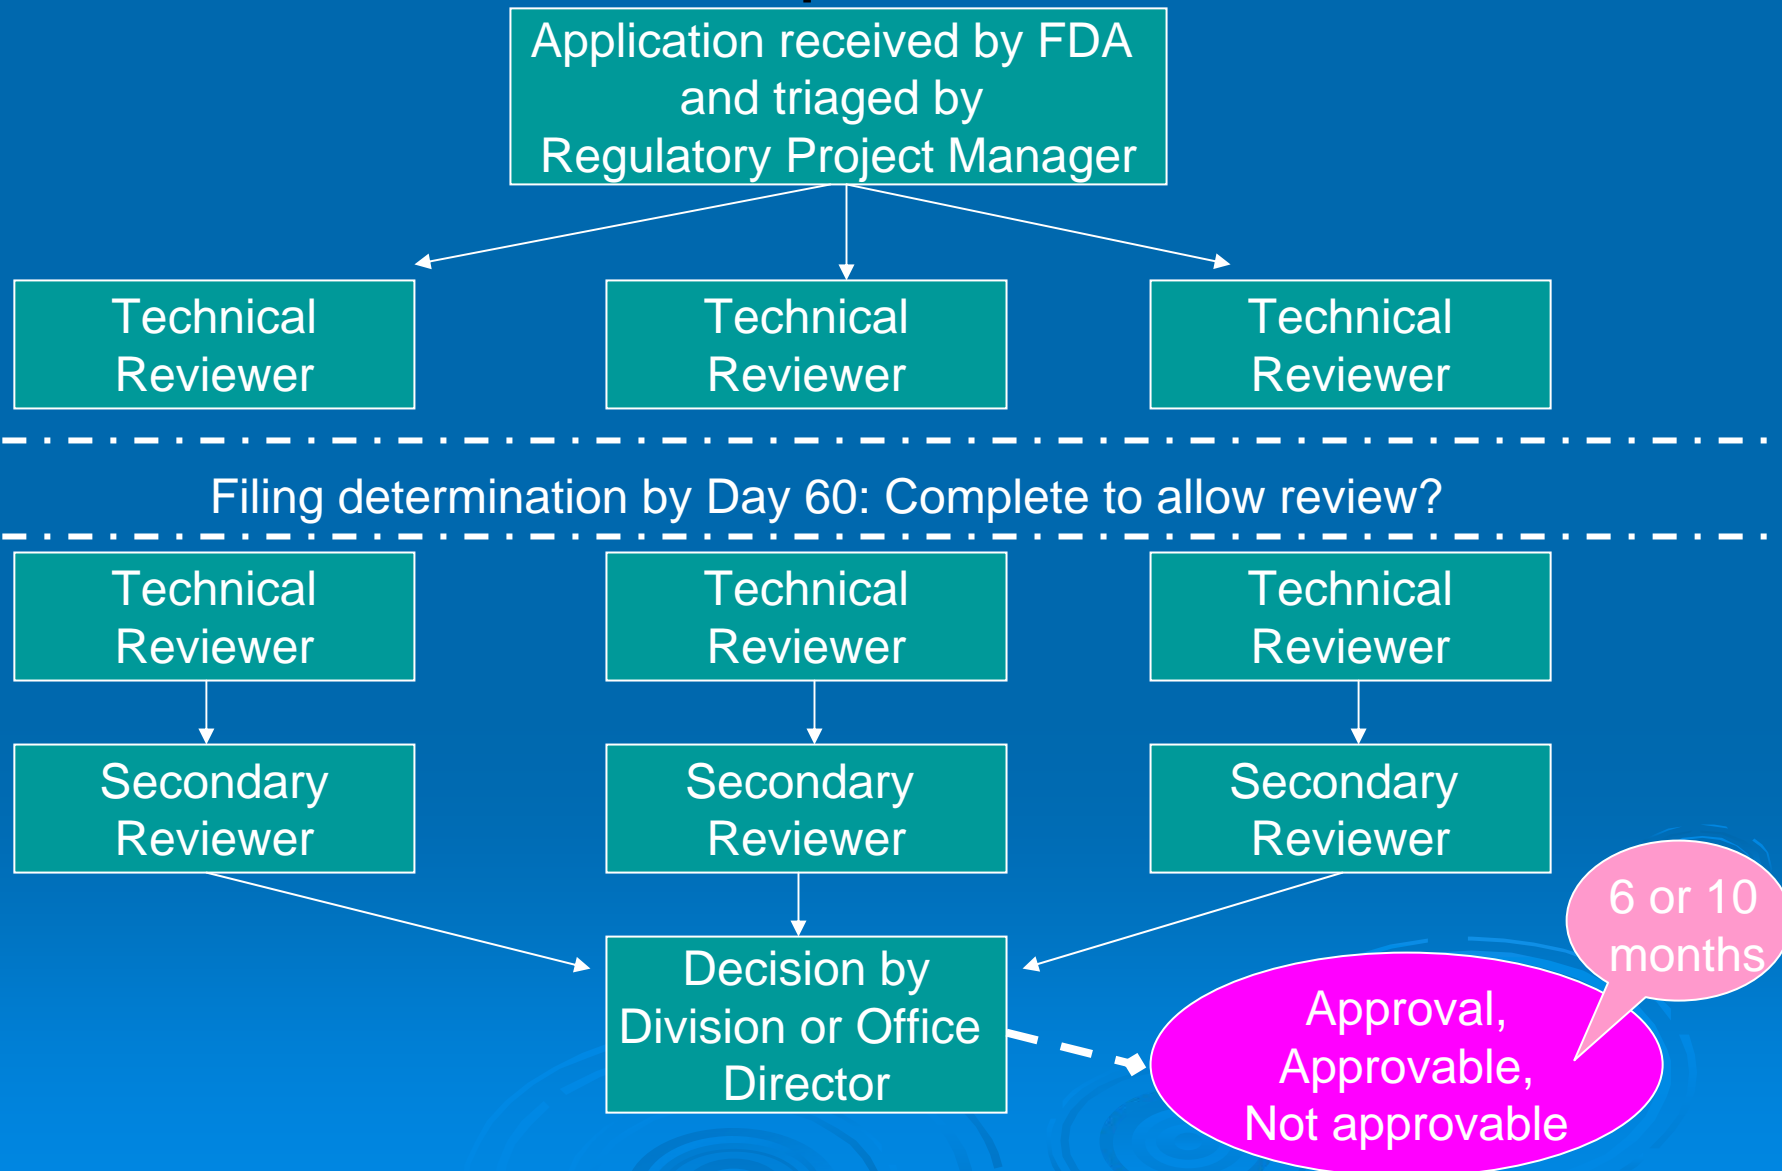 Application received by FDA
and triaged by
Regulatory Project Manager
Technical
Reviewer
Technical
Reviewer
Technical
Reviewer
Filing determination by Day 60: Complete to allow review?
Technical
Reviewer
Technical
Reviewer
Technical
Reviewer
Secondary
Reviewer
Secondary
Reviewer
Secondary
Reviewer
Decision by
Division or Office
Director
6 or 10
months
Approval,
Approvable,
Not approvable